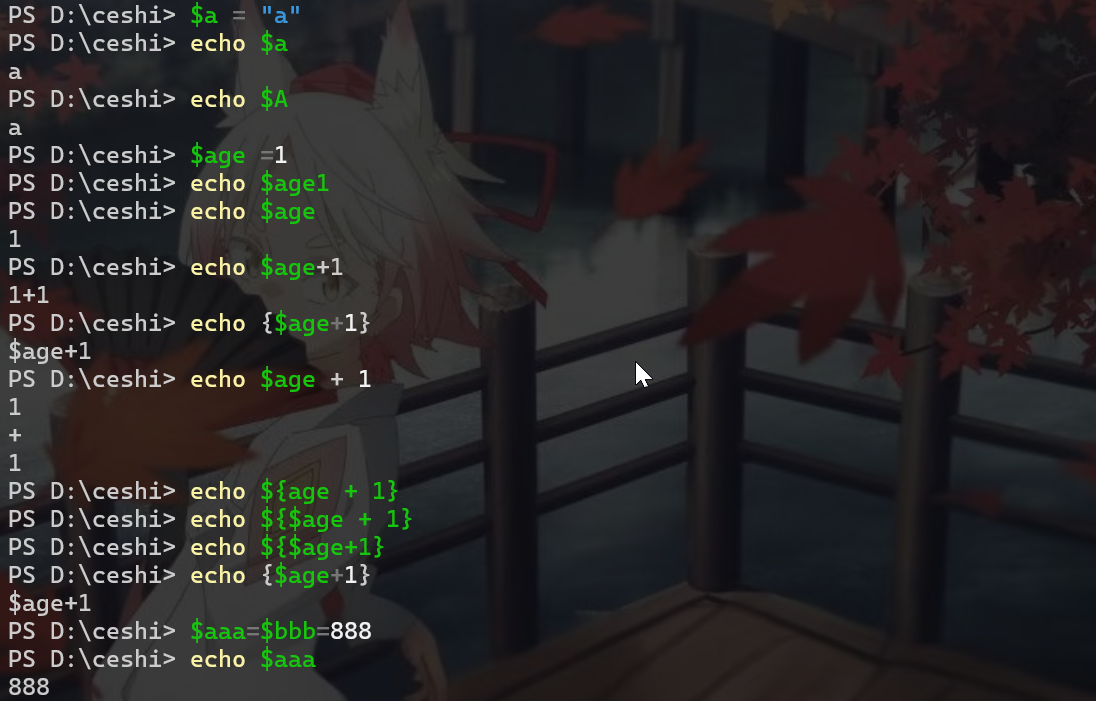 PS D:\ceshi> $a = "a"
PS D:\ceshi> echo $a
a
PS D:\ceshi> echo $A
a
PS D:\ceshi> $age =1
PS D:\ceshi> echo $age1
PS D:\ceshi> echo $age
1
PS D:\ceshi> echo $age+1
1+1
PS D:\ceshi> echo {$age+1}
$age+1
PS D:\ceshi> echo $age + 1
1
+
1
PS D:\ceshi> echo ${age + 1}
PS D:\ceshi> echo ${$age + 1}
PS D:\ceshi> echo ${$age+1}
PS D:\ceshi> echo {$age+1}
$age+1
PS D:\ceshi> $aaa=$bbb=888
PS D:\ceshi> echo $aaa
888